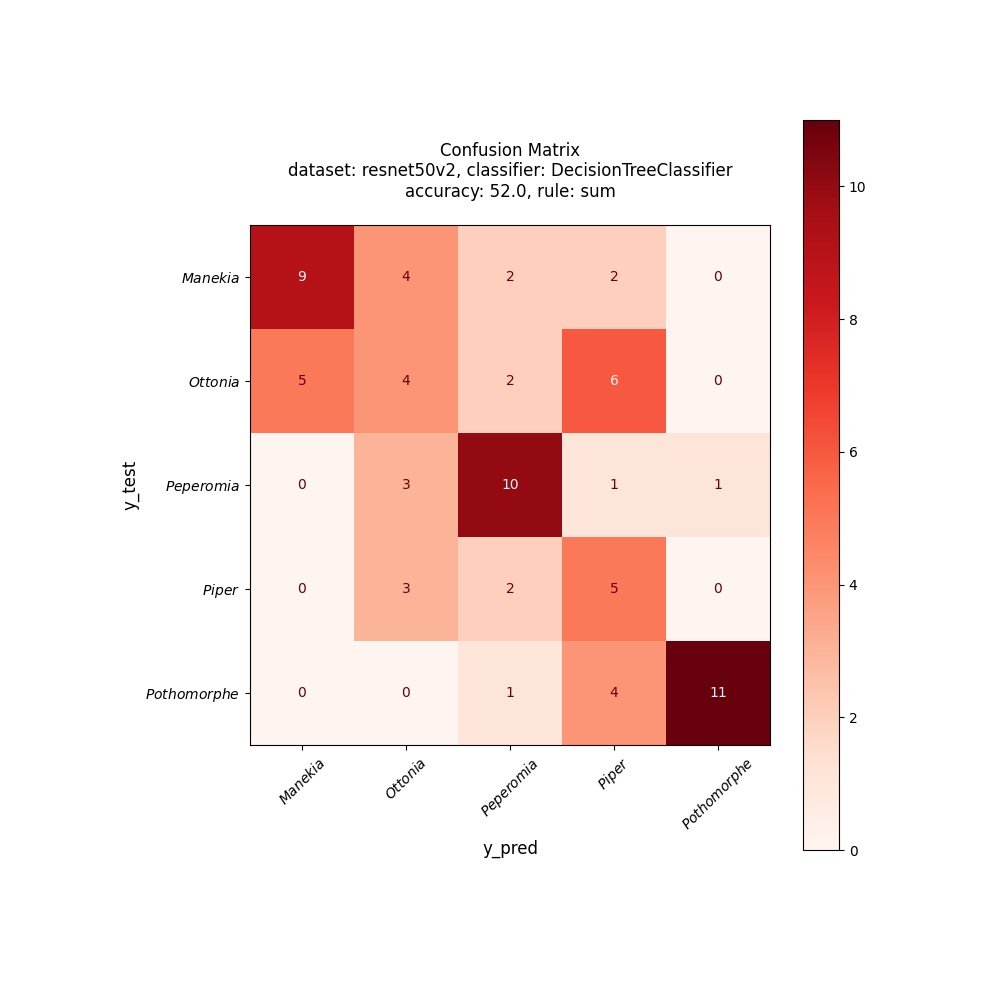 Confusion Matrix
dataset: resnet50v2, classifier: DecisionTreeClassifier
accuracy: 52.0, rule: sum
Manekia 9 4 2 2 0
Ottonia 5 4 2 6 0
Peperomia 0 3 10 1 1
Piper 0 3 2 5 0
Pothomorphe 0 0 1 4 11
Manekia Ottonia Peperomia Piper Pothomorphe
y_pred
y_test
10
8
6
4
2
0